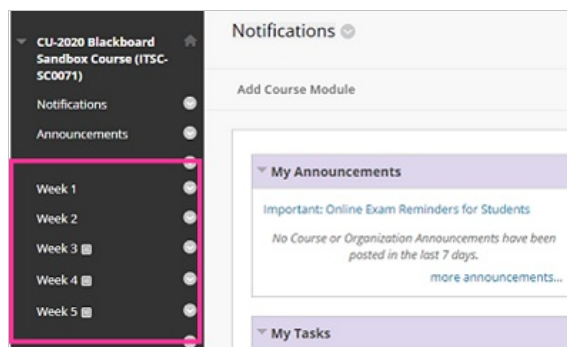 CU-2020 Blackboard
Sandbox Course (ITSC-
SC0071)
Notifications
Announcements
Week 1
Week 2
Week 3
Week 4
Week 5
Notifications
Add Course Module
My Announcements
Important: Online Exam Reminders for Students
No Course or Organization Announcements have been
posted in the last 7 days.
more announcements...
My Tasks